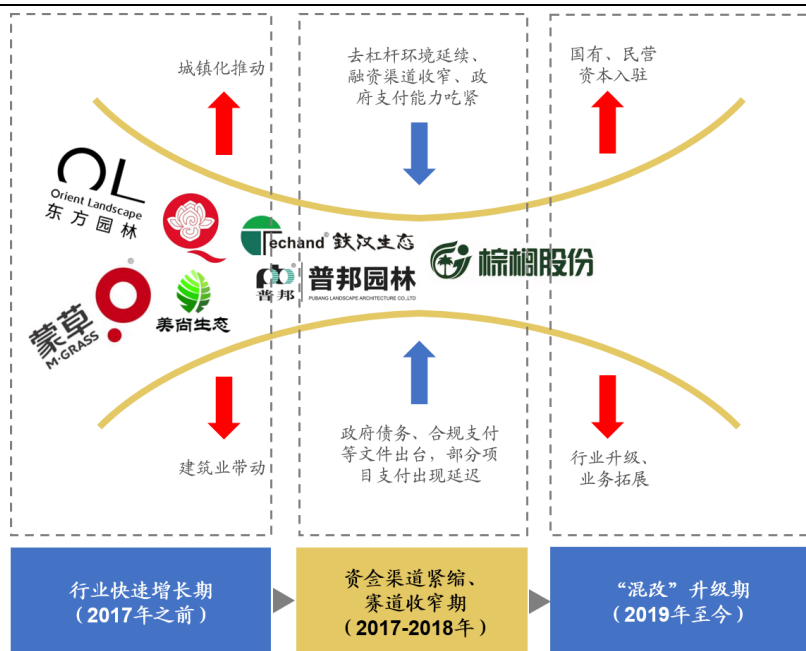 城镇化推动
去杠杆环境延续、
融资渠道收窄、政
府支付能力吃紧
国有、民营
资本入驻
OL
Orient Landscape
东方园林
Techand® 鉄汉生态
普邦
普邦园林
PUBANG LANDSCAPE ARCHITECTURE CO.,LTD
棕榈股份
®
蒙草
M·GRASS
美尚生态
建筑业带动
政府债务、合规支付
等文件出台，部分项
目支付出现延迟
行业升级、
业务拓展
行业快速增长期
（2017年之前）
资金渠道紧缩、
赛道收窄期
（2017-2018年）
“混改”升级期
（2019年至今）